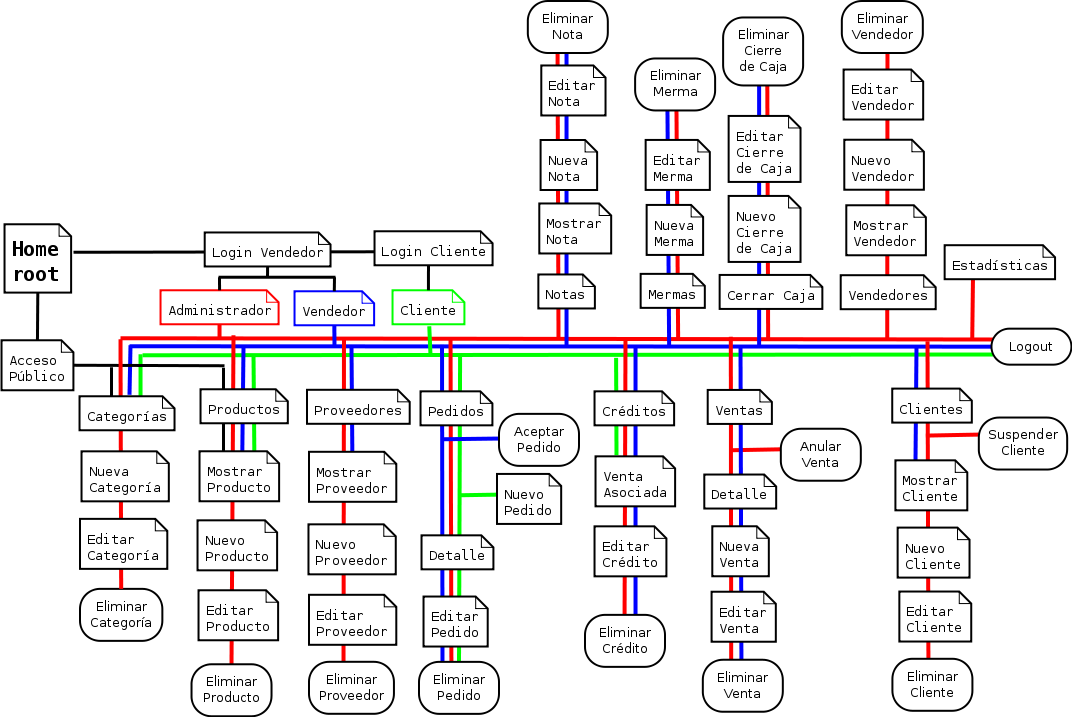 Eliminar
Nota
Editar
Nota
Nueva
Nota
Mostrar
Nota
Notas
Eliminar
Merma
Editar
Merma
Nueva
Merma
Mermas
Eliminar
Cierre
de Caja
Editar
Cierre
de Caja
Nuevo
Cierre
de Caja
Cerrar Caja
Eliminar
Vendedor
Editar
Vendedor
Nuevo
Vendedor
Mostrar
Vendedor
Vendedores
Estadísticas
Home
root
Login Vendedor
Login Cliente
Administrador
Vendedor
Cliente
Acceso
Público
Logout
Categorías
Nueva
Categoría
Editar
Categoría
Eliminar
Categoría
Productos
Mostrar
Producto
Nuevo
Producto
Editar
Producto
Eliminar
Producto
Proveedores
Mostrar
Proveedor
Nuevo
Proveedor
Editar
Proveedor
Eliminar
Proveedor
Pedidos
Aceptar
Pedido
Nuevo
Pedido
Detalle
Editar
Pedido
Eliminar
Pedido
Créditos
Venta
Asociada
Editar
Crédito
Eliminar
Crédito
Ventas
Anular
Venta
Detalle
Nueva
Venta
Editar
Venta
Eliminar
Venta
Clientes
Suspender
Cliente
Mostrar
Cliente
Nuevo
Cliente
Editar
Cliente
Eliminar
Cliente